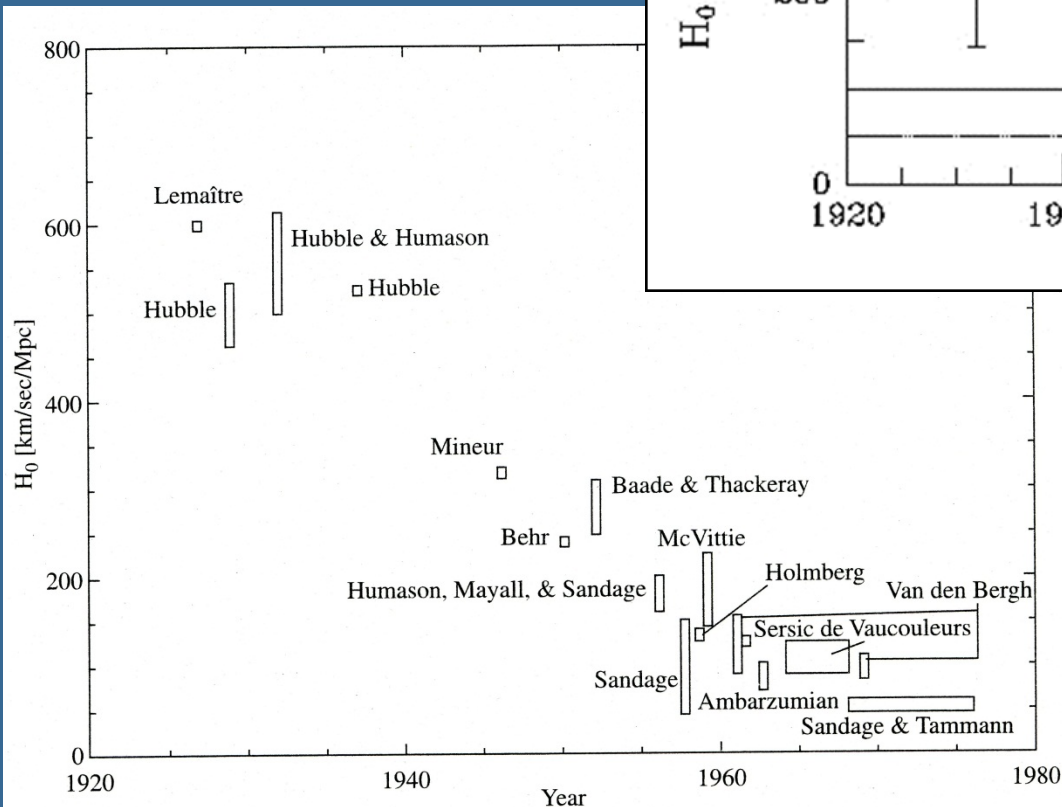 H₀
0
1920
800
600
400
200
0
H₀ [km/sec/Mpc]
Lemaître
Hubble & Humason
Hubble
Hubble
Mineur
Baade & Thackeray
Behr
McVittie
Holmberg
Humason, Mayall, & Sandage
Van den Bergh
Sersic de Vaucouleurs
Sandage
Ambarzumian
Sandage & Tammann
1920
1940
1960
1980
Year